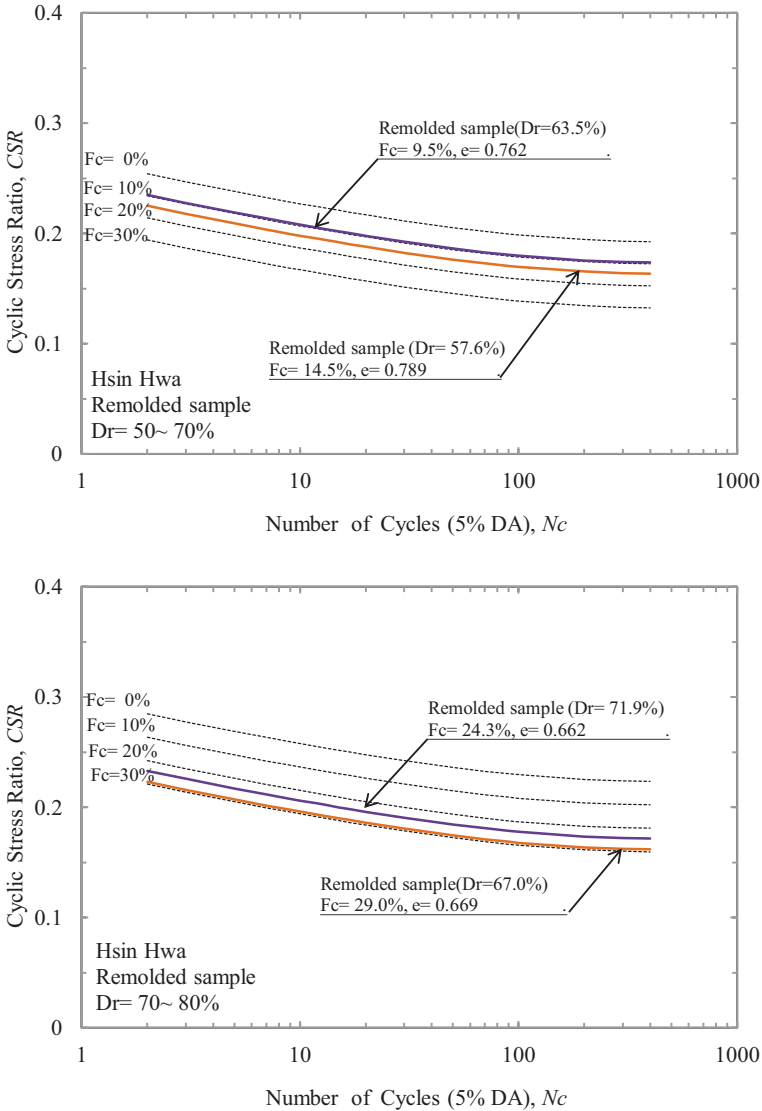 0.4
0.3
0.2
0.1
0
Cyclic Stress Ratio, CSR
Fc= 0%
Fc= 10%
Fc= 20%
Fc=30%
Remolded sample(Dr=63.5%)
Fc= 9.5%, e= 0.762 .
Remolded sample (Dr= 57.6%)
Fc= 14.5%, e= 0.789 .
Hsin Hwa
Remolded sample
Dr= 50~ 70%
1 10 100 1000
Number of Cycles (5% DA), Nc
0.4
0.3
0.2
0.1
0
Cyclic Stress Ratio, CSR
Fc= 0%
Fc= 10%
Fc= 20%
Fc=30%
Remolded sample (Dr= 71.9%)
Fc= 24.3%, e= 0.662 .
Remolded sample(Dr=67.0%)
Fc= 29.0%, e= 0.669 .
Hsin Hwa
Remolded sample
Dr= 70~ 80%
1 10 100 1000
Number of Cycles (5% DA), Nc